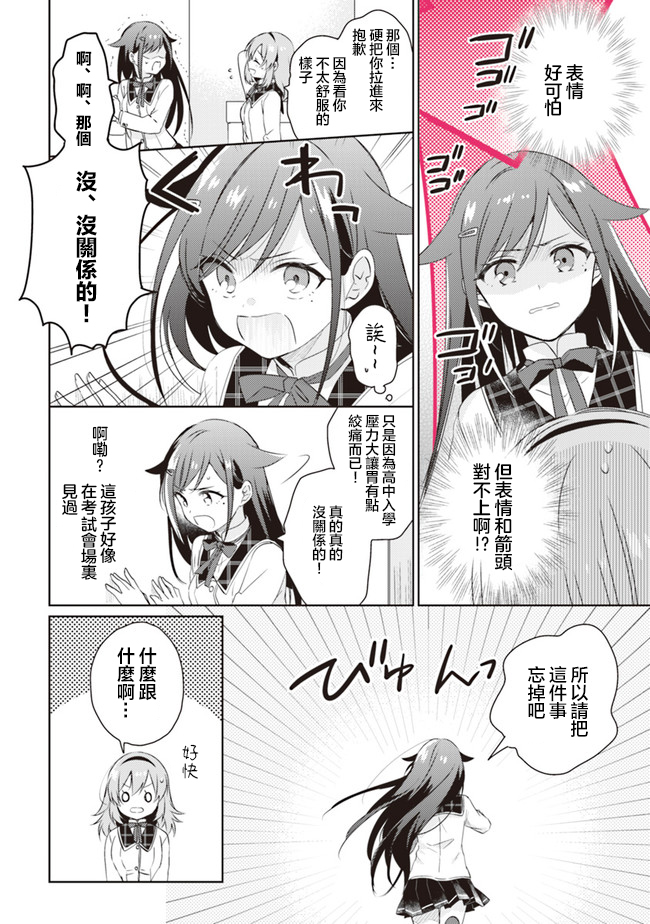 表情
好可怕
ゴゴゴ
ゴゴゴ
但表情和箭頭
對不上啊!?
那個…
硬把你拉進來
抱歉
因為看你
不太舒服的
樣子
啊、啊、那個
沒、沒關係的!
わっ
誒~~
只是因為高中入學
壓力大讓胃有點
絞痛而已!
真的真的
沒關係的!
啊嘞?
這孩子好像
在考試會場裏
見過
所以請把
這件事
忘掉吧
びゅんっ
什麼跟
什麼啊…
好快